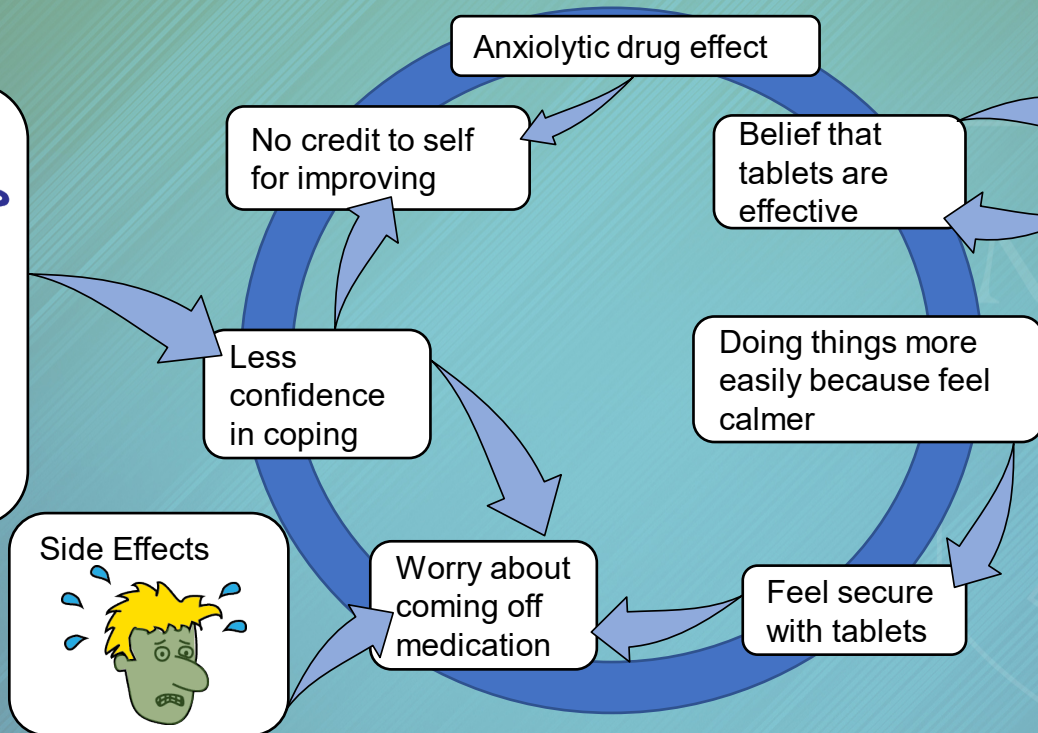 Anxiolytic drug effect
No credit to self
for improving
Belief that
tablets are
effective
Less
confidence
in coping
Doing things more
easily because feel
calmer
Side Effects
Worry about
coming off
medication
Feel secure
with tablets